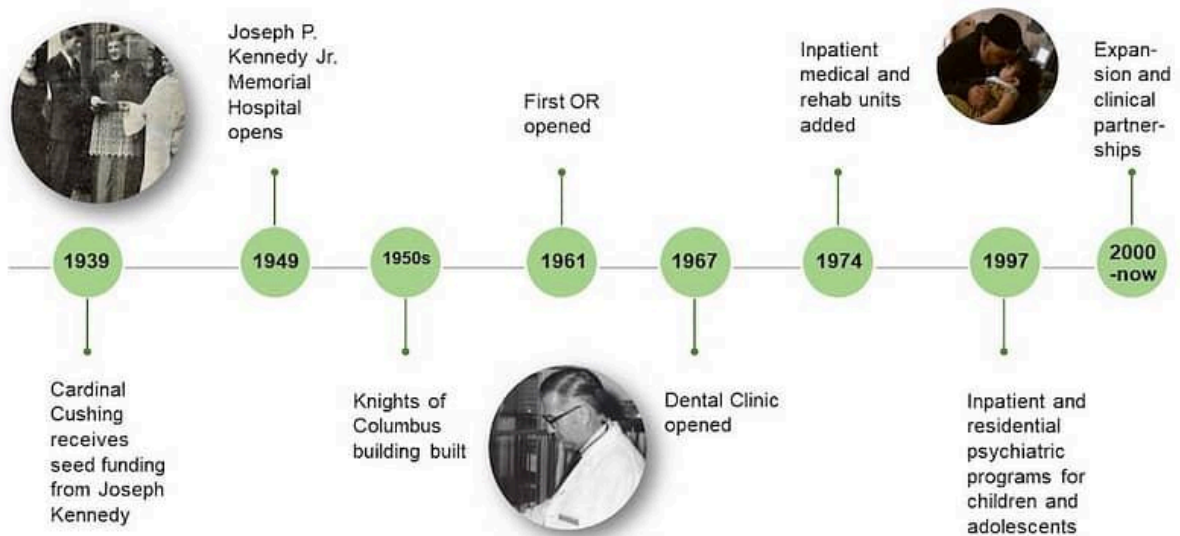 Joseph P.
Kennedy Jr.
Memorial
Hospital
opens
First OR
opened
Inpatient
medical and
rehab units
added
Expan-
sion and
clinical
partner-
ships
1939
1949
1950s
1961
1967
1974
1997
2000
-now
Cardinal
Cushing
receives
seed funding
from Joseph
Kennedy
Knights of
Columbus
building built
Dental Clinic
opened
Inpatient and
residential
psychiatric
programs for
children and
adolescents